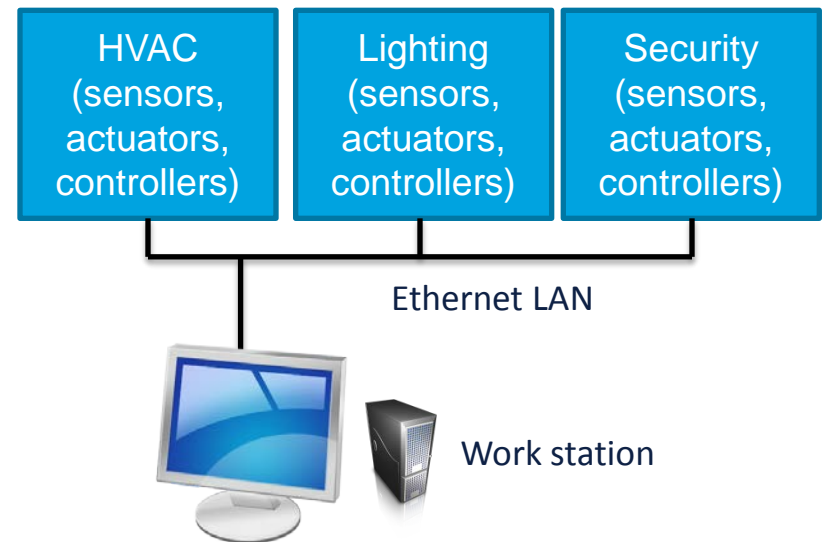 HVAC
(sensors,
actuators,
controllers)
Lighting
(sensors,
actuators,
controllers)
Security
(sensors,
actuators,
controllers)
Ethernet LAN
Work station